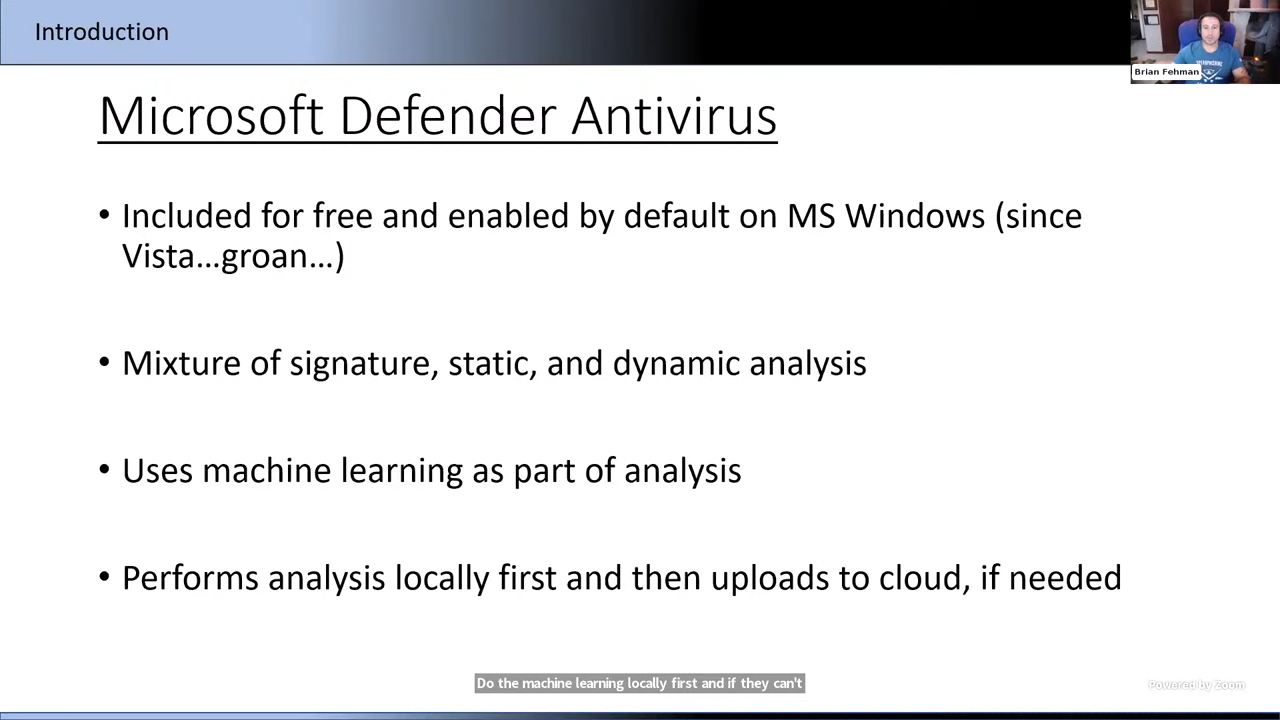 Introduction
Brian Fehman
Microsoft Defender Antivirus
• Included for free and enabled by default on MS Windows (since
Vista...groan...)
• Mixture of signature, static, and dynamic analysis
• Uses machine learning as part of analysis
• Performs analysis locally first and then uploads to cloud, if needed
Do the machine learning locally first and if they can't
Powered by Zoom